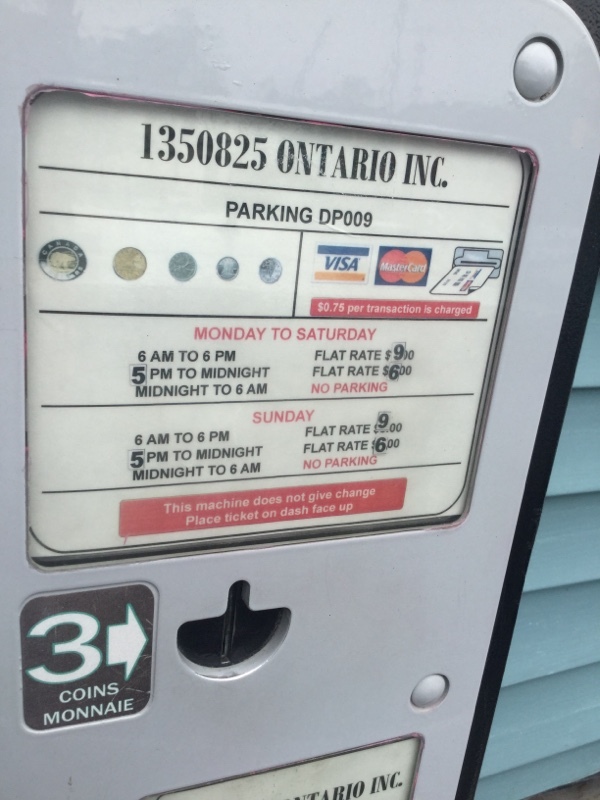 1350825 ONTARIO INC.
PARKING DP009
CANADA
VISA
MasterCard
$0.75 per transaction is charged
MONDAY TO SATURDAY
6 AM TO 6 PM FLAT RATE $9.00
5 PM TO MIDNIGHT FLAT RATE $6.00
MIDNIGHT TO 6 AM NO PARKING
SUNDAY
6 AM TO 6 PM FLAT RATE $9.00
5 PM TO MIDNIGHT FLAT RATE $6.00
MIDNIGHT TO 6 AM NO PARKING
This machine does not give change
Place ticket on dash face up
3
COINS
MONNAIE
ONTARIO INC.